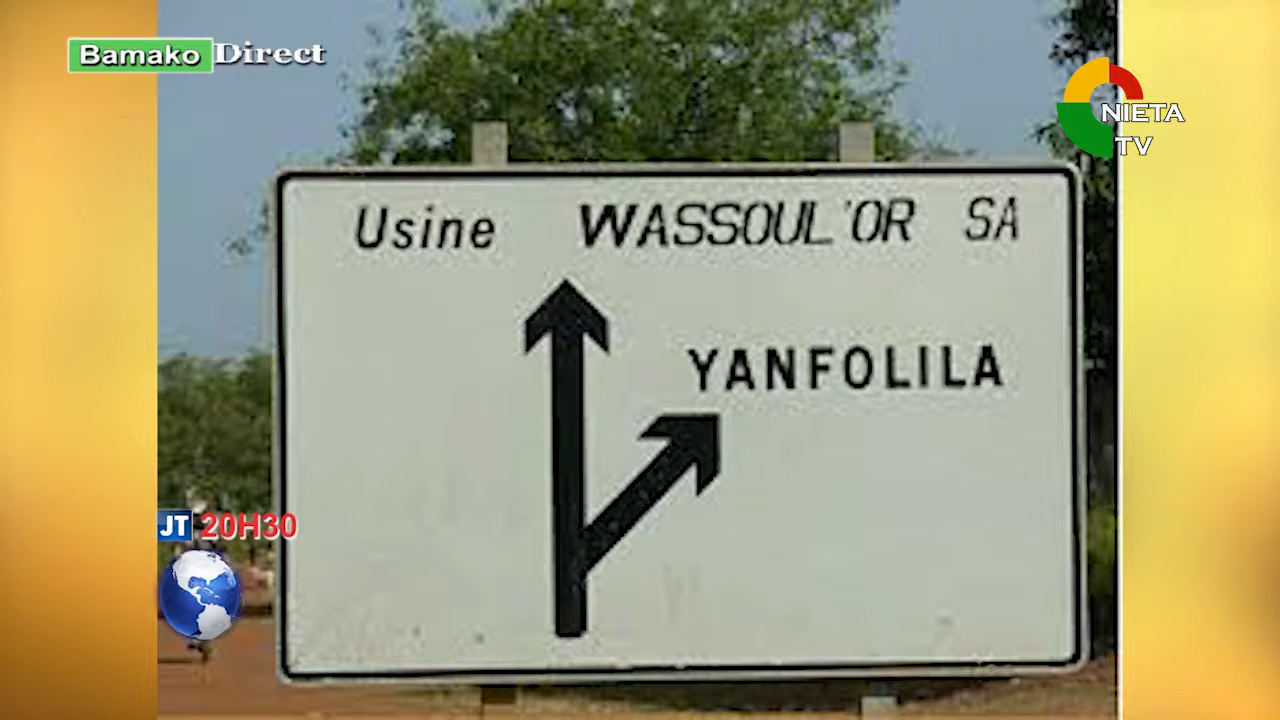 Bamako Direct
NIETA
TV
Usine WASSOUL'OR SA
YANFOLILA
JT 20H30